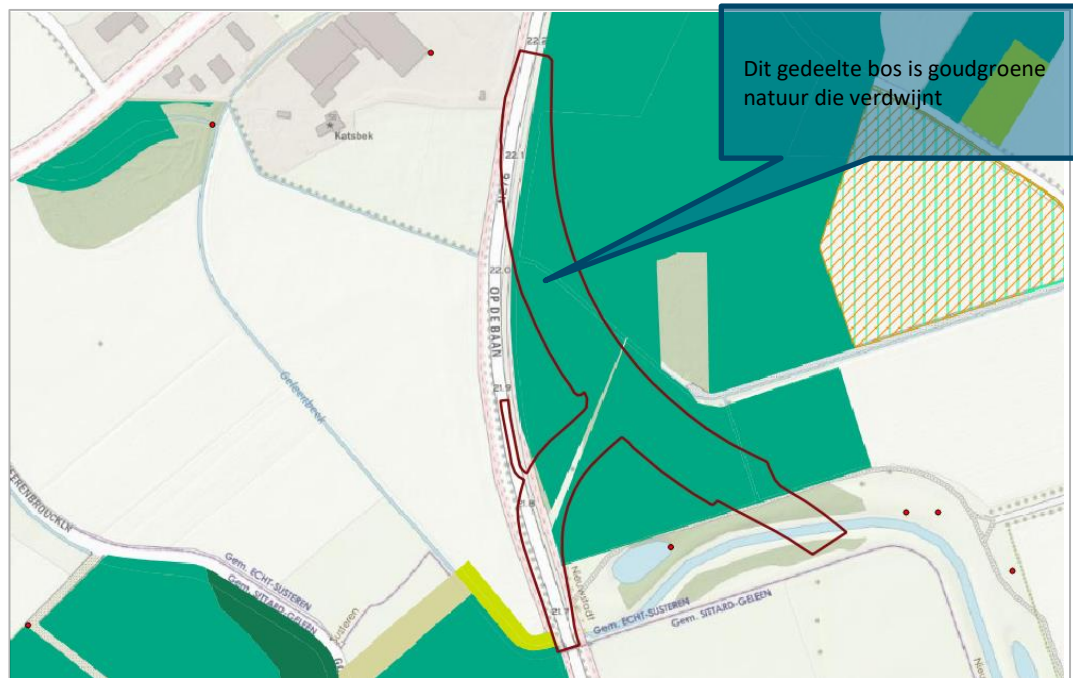 Dit gedeelte bos is goudgroene
natuur die verdwijnt
22.2
Katsbek
22.1
22.0
OP DE BAAN
21.9
Geleenbeek
21.8
Gem. ECHT-SUSTEREN
Gem. SITTARD-GELEEN
Susteren
Nieuwstadt
21.7
Gem. ECHT-SUSTEREN
Gem. SITTARD-GELEEN